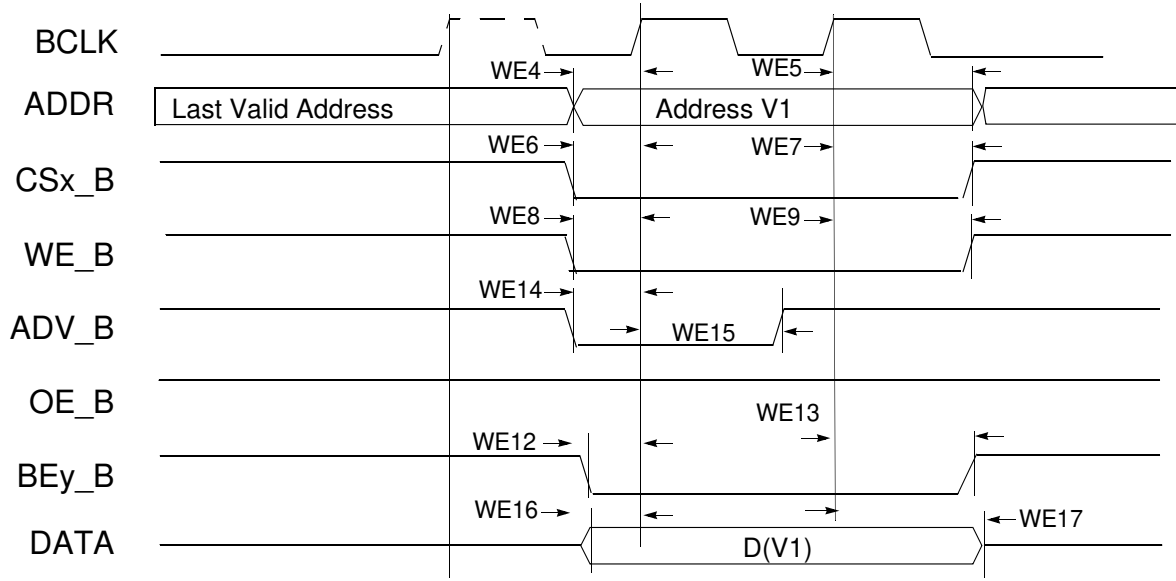 BCLK
WE4
WE5
ADDR
Last Valid Address
Address V1
WE6
WE7
CSx_B
WE8
WE9
WE_B
WE14
ADV_B
WE15
OE_B
WE13
WE12
BEy_B
WE16
WE17
DATA
D(V1)